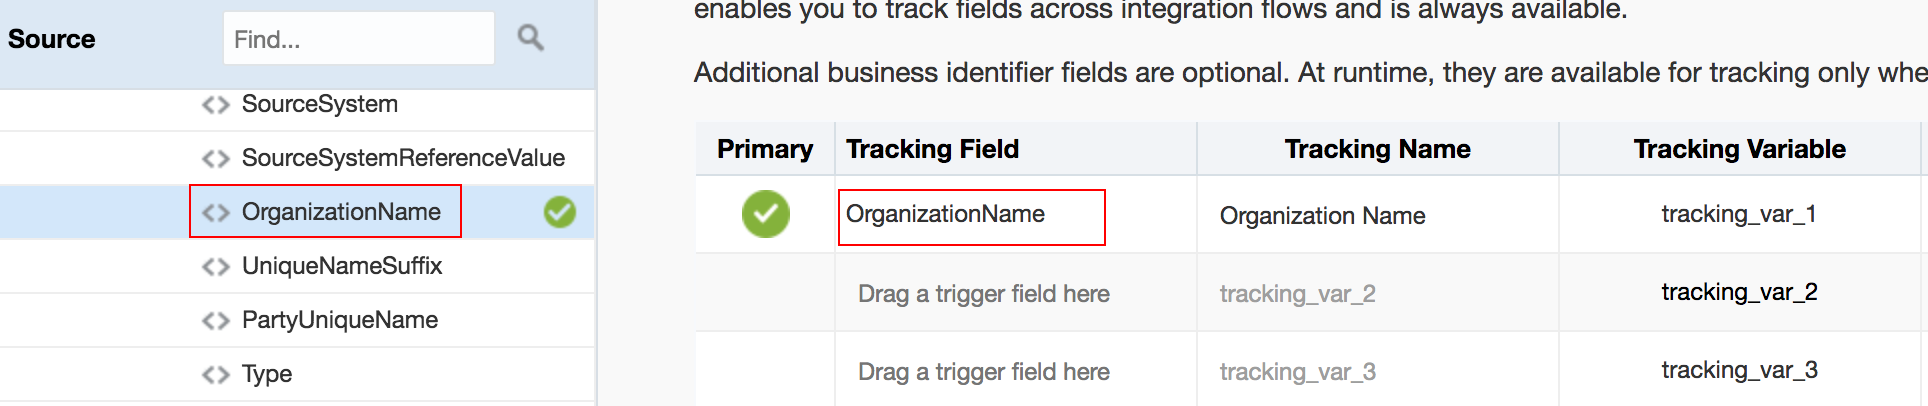 Source
Find...
SourceSystem
SourceSystemReferenceValue
OrganizationName
UniqueNameSuffix
PartyUniqueName
Type
enables you to track fields across integration flows and is always available.
Additional business identifier fields are optional. At runtime, they are available for tracking only whe
Primary Tracking Field Tracking Name Tracking Variable
OrganizationName Organization Name tracking_var_1
Drag a trigger field here tracking_var_2 tracking_var_2
Drag a trigger field here tracking_var_3 tracking_var_3